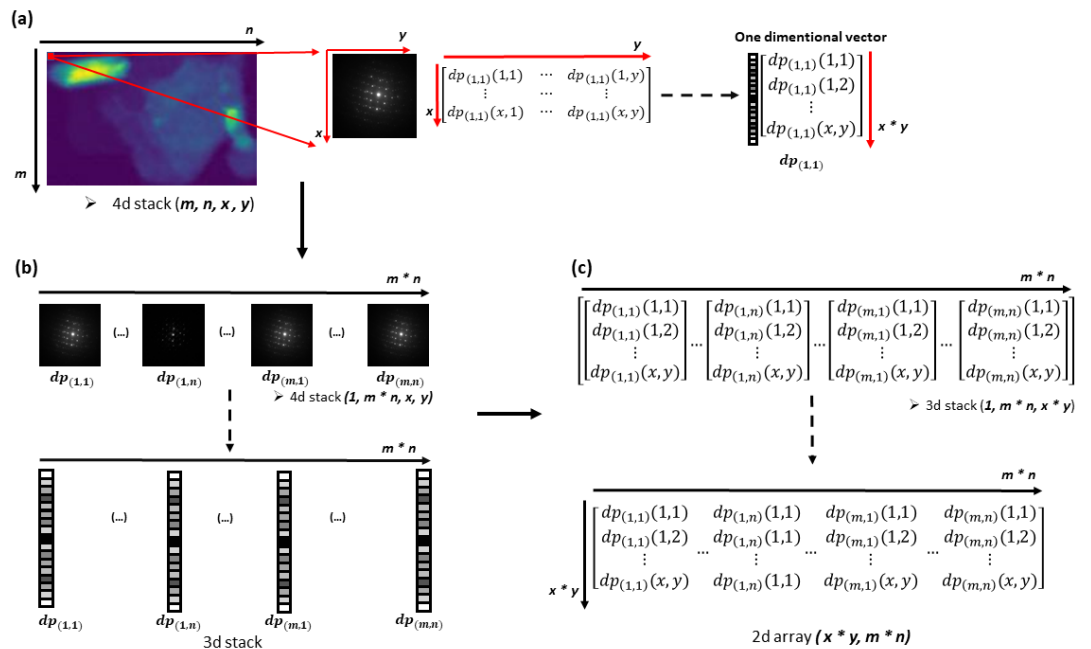 (a)
n
m
➢ 4d stack (m, n, x , y)
y
x
y
x
[dp(1,1)(1,1) ⋯ dp(1,1)(1,y)]
⋮ ⋯ ⋮
dp(1,1)(x,1) ⋯ dp(1,1)(x,y)
One dimentional vector
dp(1,1)(1,1)
dp(1,1)(1,2)
⋮
dp(1,1)(x,y)
x * y
dp(1,1)
(b)
m * n
(...) (...) (...)
dp(1,1) dp(1,n) dp(m,1) dp(m,n)
➢ 4d stack (1, m * n, x, y)
m * n
(...) (...) (...)
dp(1,1) dp(1,n) dp(m,1) dp(m,n)
3d stack
(c)
m * n
dp(1,1)(1,1) dp(1,n)(1,1) dp(m,1)(1,1) dp(m,n)(1,1)
dp(1,1)(1,2) ... dp(1,n)(1,2) ... dp(m,1)(1,2) ... dp(m,n)(1,2)
⋮ ⋮ ⋮ ⋮
dp(1,1)(x,y) dp(1,n)(x,y) dp(m,1)(x,y) dp(m,n)(x,y)
➢ 3d stack (1, m * n, x * y)
m * n
x * y
dp(1,1)(1,1) dp(1,n)(1,1) dp(m,1)(1,1) dp(m,n)(1,1)
dp(1,1)(1,2) ... dp(1,n)(1,1) ... dp(m,1)(1,2) ... dp(m,n)(1,2)
⋮ ⋮ ⋮ ⋮
dp(1,1)(x,y) dp(1,n)(1,1) dp(m,1)(x,y) dp(m,n)(x,y)
2d array (x * y, m * n)